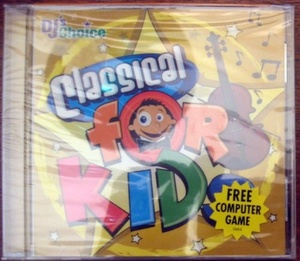 DJ's Choice
Classical
FOR
KIDS
FREE
COMPUTER
GAME